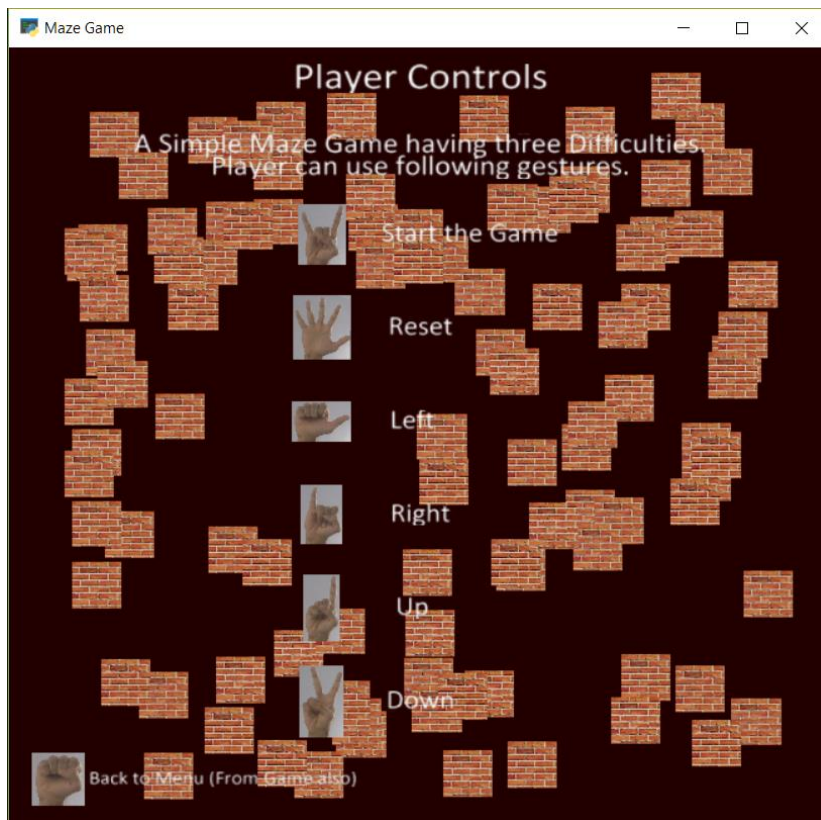 Maze Game
Player Controls
A Simple Maze Game having three Difficulties.
Player can use following gestures.
Start the Game
Reset
Left
Right
Up
Down
Back to Menu (From Game also)